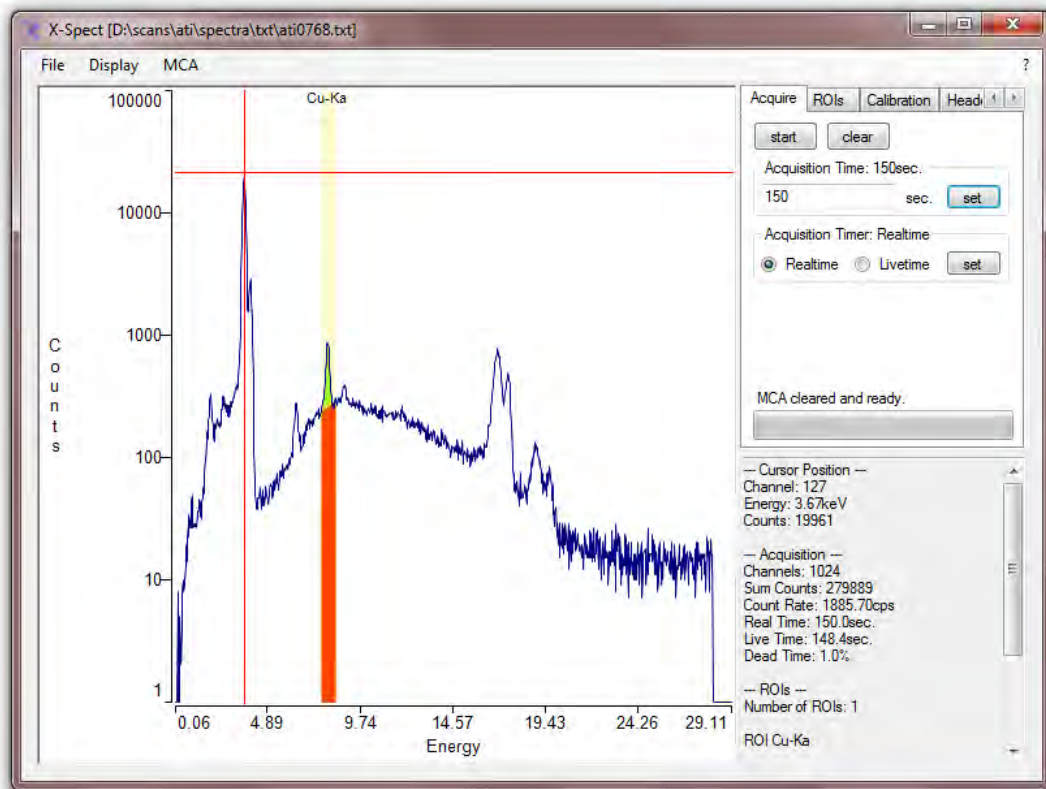 X-Spect [D:\scans\ati\spectra\txt\ati0768.txt]
File Display MCA ?
Cu-Ka
100000
10000
1000
100
10
1
Counts
0.06 4.89 9.74 14.57 19.43 24.26 29.11
Energy
Acquire ROIs Calibration
start clear
Acquisition Time: 150sec.
150 sec. set
Acquisition Timer: Realtime
Realtime Livetime set
MCA cleared and ready.
--- Cursor Position ---
Channel: 127
Energy: 3.67keV
Counts: 19961
--- Acquisition ---
Channels: 1024
Sum Counts: 279889
Count Rate: 1885.70cps
Real Time: 150.0sec.
Live Time: 148.4sec.
Dead Time: 1.0%
--- ROIs ---
Number of ROIs: 1
ROI Cu-Ka